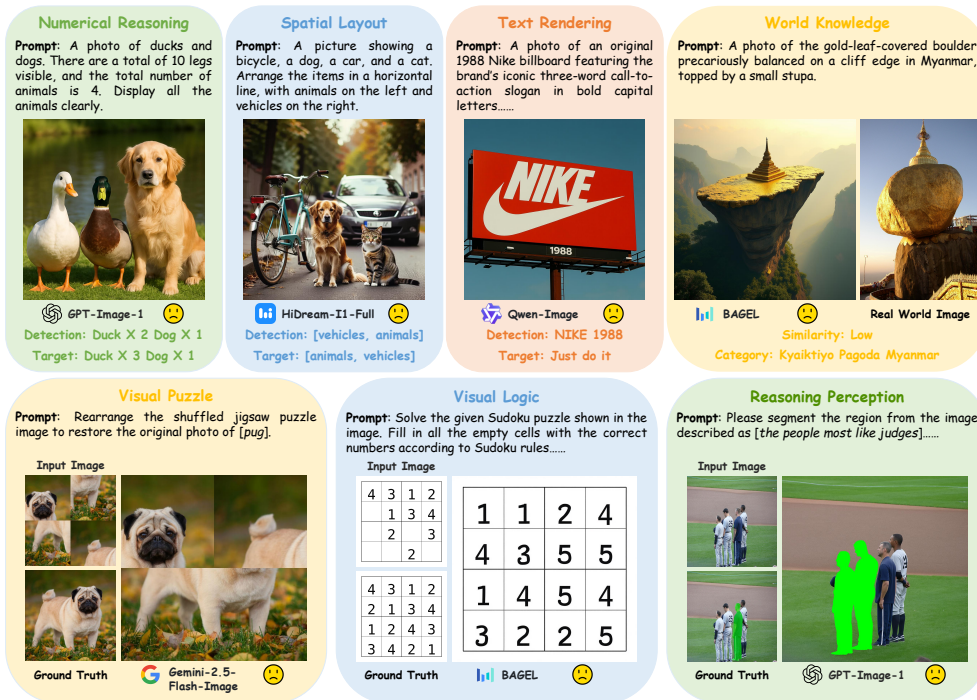 Numerical Reasoning
Prompt: A photo of ducks and
dogs. There are a total of 10 legs
visible, and the total number of
animals is 4. Display all the
animals clearly.
GPT-Image-1
Detection: Duck X 2 Dog X 1
Target: Duck X 3 Dog X 1
Spatial Layout
Prompt: A picture showing a
bicycle, a dog, a car, and a cat.
Arrange the items in a horizontal
line, with animals on the left and
vehicles on the right.
HiDream-I1-Full
Detection: [vehicles, animals]
Target: [animals, vehicles]
Text Rendering
Prompt: A photo of an original
1988 Nike billboard featuring the
brand's iconic three-word call-to-
action slogan in bold capital
letters......
NIKE
1988
Qwen-Image
Detection: NIKE 1988
Target: Just do it
World Knowledge
Prompt: A photo of the gold-leaf-covered boulder
precariously balanced on a cliff edge in Myanmar,
topped by a small stupa.
BAGEL
Real World Image
Similarity: Low
Category: Kyaiktiyo Pagoda Myanmar
Visual Puzzle
Prompt: Rearrange the shuffled jigsaw puzzle
image to restore the original photo of [pug].
Input Image
Ground Truth
Gemini-2.5-
Flash-Image
Visual Logic
Prompt: Solve the given Sudoku puzzle shown in the
image. Fill in all the empty cells with the correct
numbers according to Sudoku rules......
Input Image
4 3 1 2
1 3 4
2 3
2
4 3 1 2
2 1 3 4
1 2 4 3
3 4 2 1
Ground Truth
1 1 2 4
4 3 5 5
1 4 5 4
3 2 2 5
BAGEL
Reasoning Perception
Prompt: Please segment the region from the image
described as [the people most like judges]......
Input Image
Ground Truth
GPT-Image-1